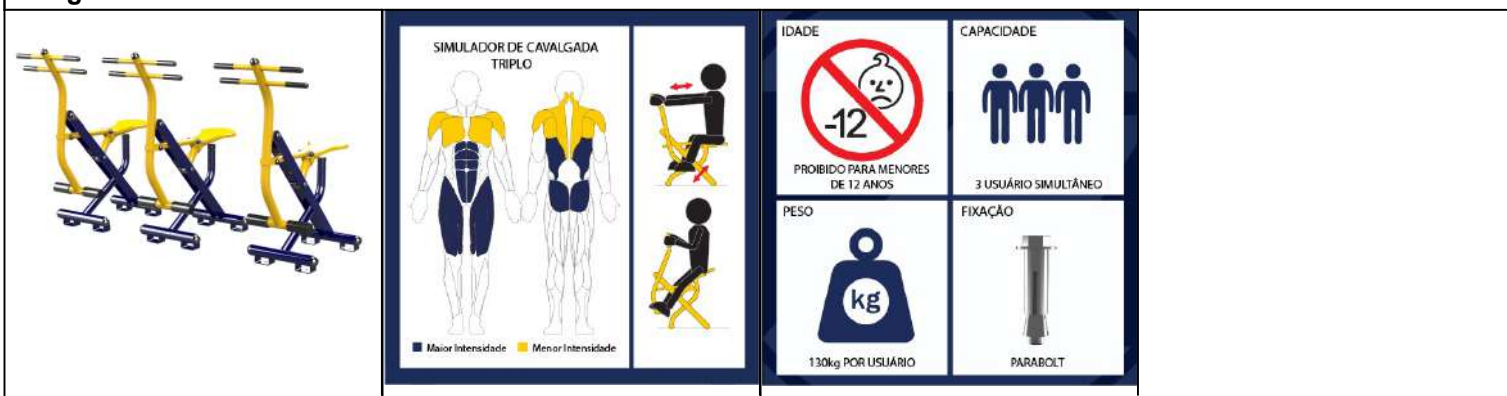 SIMULADOR DE CAVALGADA
TRIPLO
Maior Intensidade
Menor Intensidade
IDADE
-12
PROIBIDO PARA MENORES
DE 12 ANOS
CAPACIDADE
3 USUÁRIO SIMULTÂNEO
PESO
kg
130kg POR USUÁRIO
FIXAÇÃO
PARABOLT